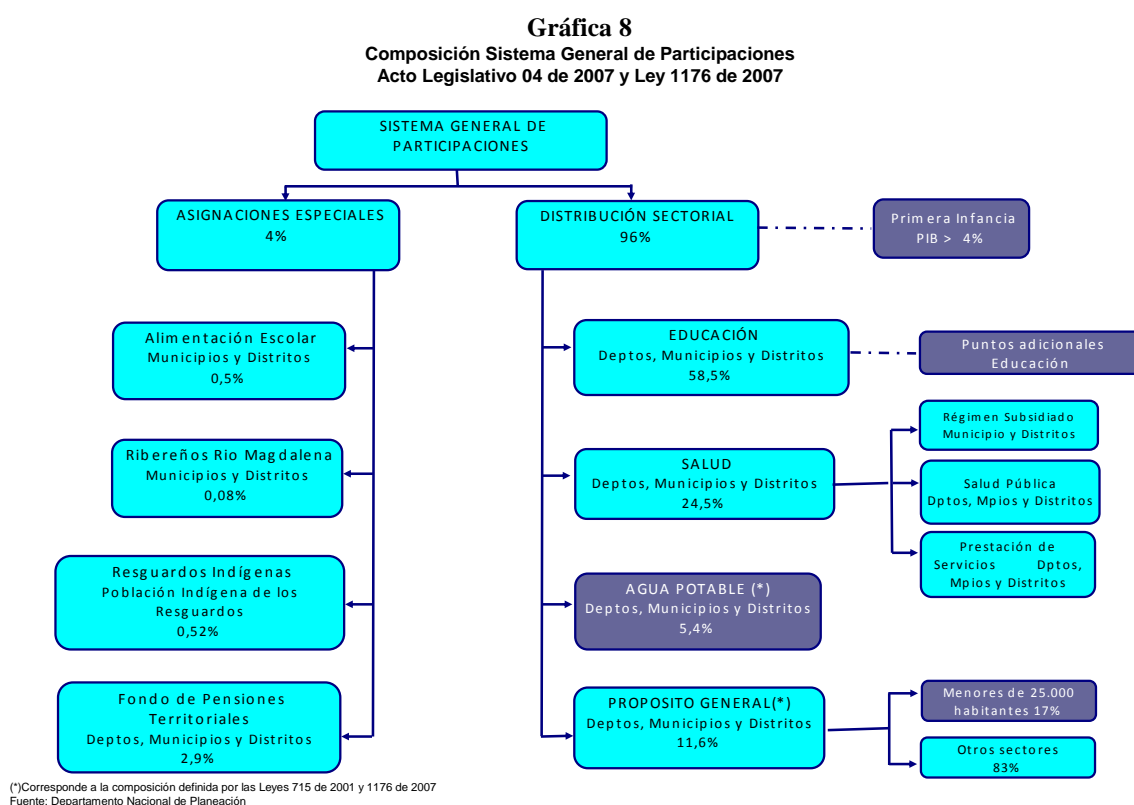 Gráfica 8
Composición Sistema General de Participaciones
Acto Legislativo 04 de 2007 y Ley 1176 de 2007
SISTEMA GENERAL DE
PARTICIPACIONES
ASIGNACIONES ESPECIALES
4%
DISTRIBUCIÓN SECTORIAL
96%
Primera Infancia
PIB > 4%
Alimentación Escolar
Municipios y Distritos
0,5%
Ribereños Rio Magdalena
Municipios y Distritos
0,08%
Resguardos Indígenas
Población Indígena de los
Resguardos
0,52%
Fondo de Pensiones
Territoriales
Deptos, Municipios y Distritos
2,9%
EDUCACIÓN
Deptos, Municipios y Distritos
58,5%
Puntos adicionales
Educación
SALUD
Deptos, Municipios y Distritos
24,5%
Régimen Subsidiado
Municipio y Distritos
Salud Pública
Dptos, Mpios y Distritos
Prestación de
Servicios Dptos,
Mpios y Distritos
AGUA POTABLE (*)
Deptos, Municipios y Distritos
5,4%
PROPOSITO GENERAL(*)
Deptos, Municipios y Distritos
11,6%
Menores de 25.000
habitantes 17%
Otros sectores
83%
(*)Corresponde a la composición definida por las Leyes 715 de 2001 y 1176 de 2007
Fuente: Departamento Nacional de Planeación